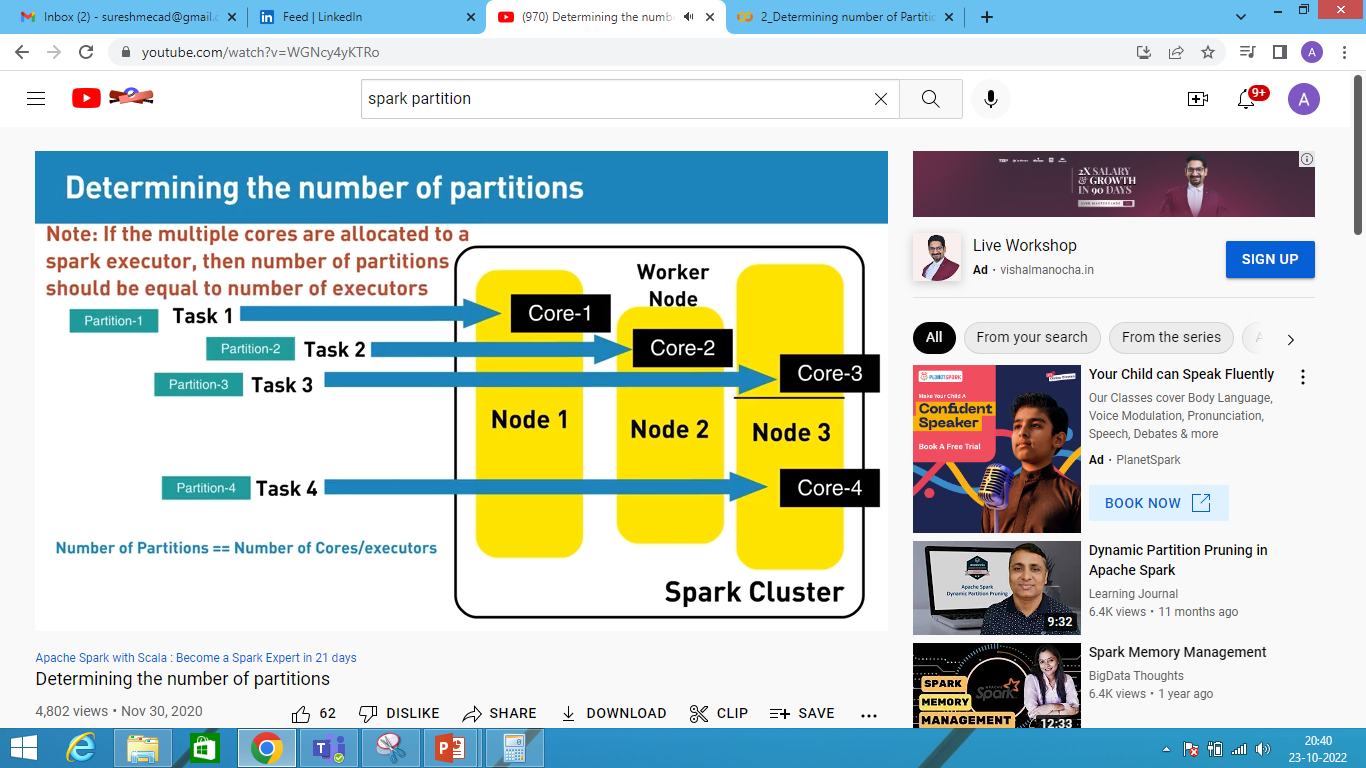 Inbox (2) - sureshmecad@gmail.c
Feed | LinkedIn
(970) Determining the numb
2_Determining number of Partitic
youtube.com/watch?v=WGNcy4yKTRo
A
spark partition
9+
A
Determining the number of partitions
Note: If the multiple cores are allocated to a
spark executor, then number of partitions
should be equal to number of executors
Worker
Node
Partition-1 Task 1 Core-1
Partition-2 Task 2 Core-2
Partition-3 Task 3 Core-3
Node 1 Node 2 Node 3
Partition-4 Task 4 Core-4
Number of Partitions == Number of Cores/executors
Spark Cluster
Apache Spark with Scala : Become a Spark Expert in 21 days
Determining the number of partitions
4,802 views • Nov 30, 2020
62 DISLIKE SHARE DOWNLOAD CLIP SAVE
2X SALARY
& GROWTH
IN 90 DAYS
Live Workshop
Ad • vishalmanocha.in
SIGN UP
All From your search From the series
PLANETSPARK
Make Your Child A
Confident
Speaker
Book A Free Trial
Your Child can Speak Fluently
Our Classes cover Body Language,
Voice Modulation, Pronunciation,
Speech, Debates & more
Ad • PlanetSpark
BOOK NOW
Apache Spark
Dynamic Partition Pruning
9:32
Dynamic Partition Pruning in
Apache Spark
Learning Journal
6.4K views • 11 months ago
SPARK
MEMORY
MANAGEMENT
Spark
12:33
Spark Memory Management
BigData Thoughts
6.4K views • 1 year ago
20:40
23-10-2022